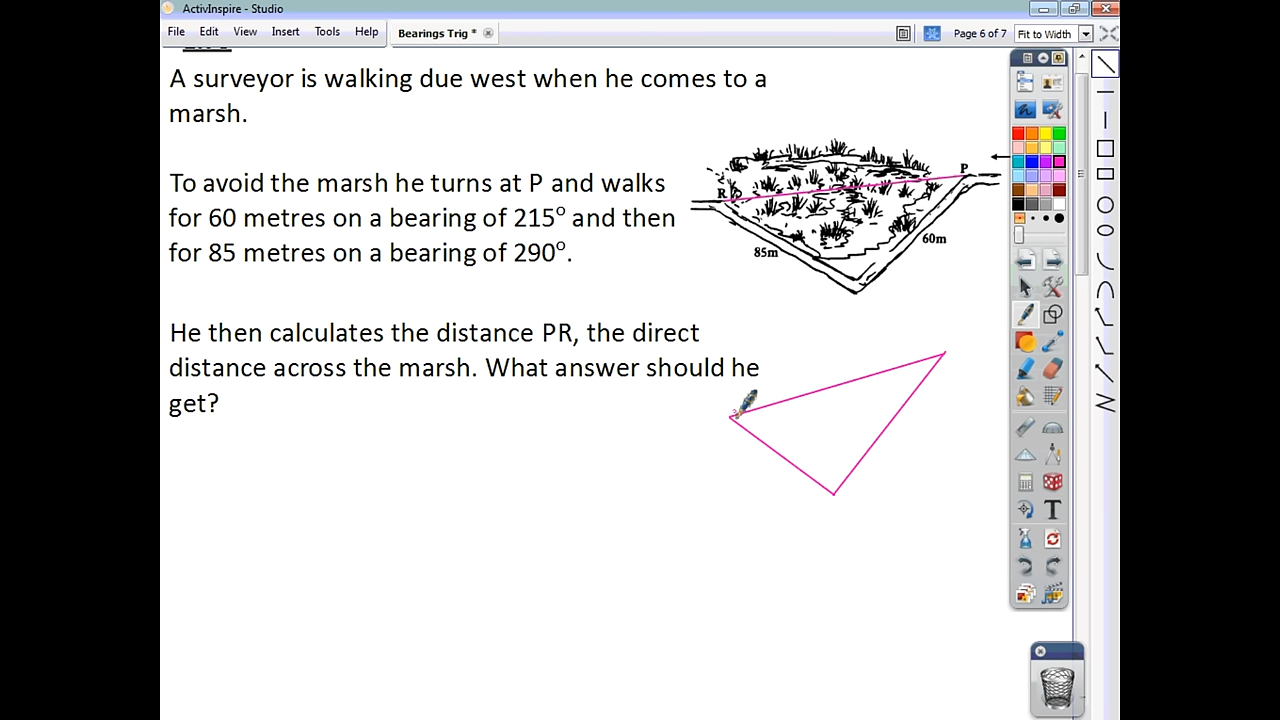 ActivInspire - Studio
File Edit View Insert Tools Help Bearings Trig * Page 6 of 7 Fit to Width
A surveyor is walking due west when he comes to a
marsh.
To avoid the marsh he turns at P and walks
for 60 metres on a bearing of 215º and then
for 85 metres on a bearing of 290º.
P
R
60m
85m
He then calculates the distance PR, the direct
distance across the marsh. What answer should he
get?